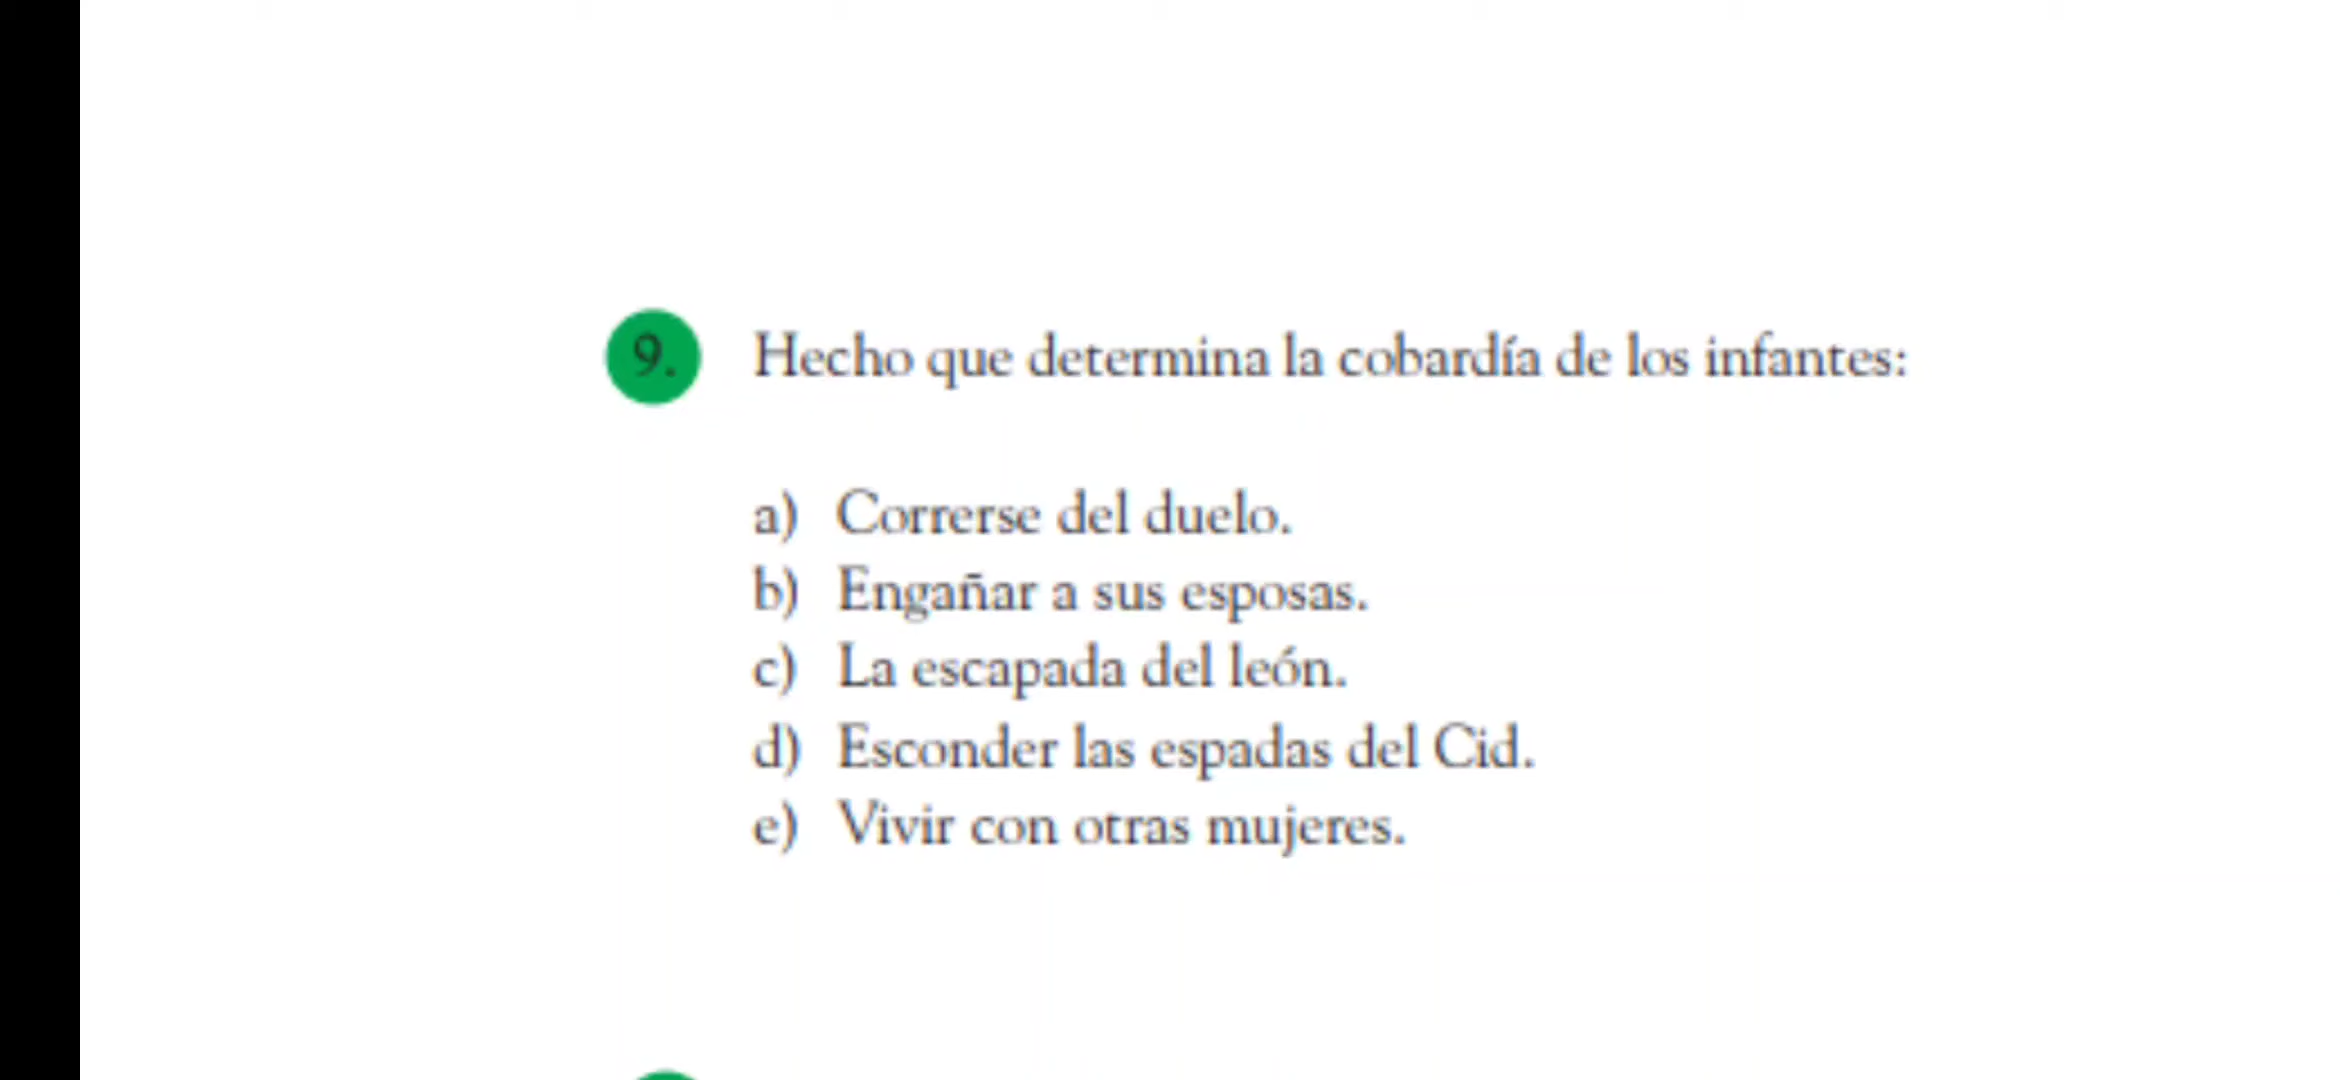 9. Hecho que determina la cobardía de los infantes:
a) Correrse del duelo.
b) Engañar a sus esposas.
c) La escapada del león.
d) Esconder las espadas del Cid.
e) Vivir con otras mujeres.